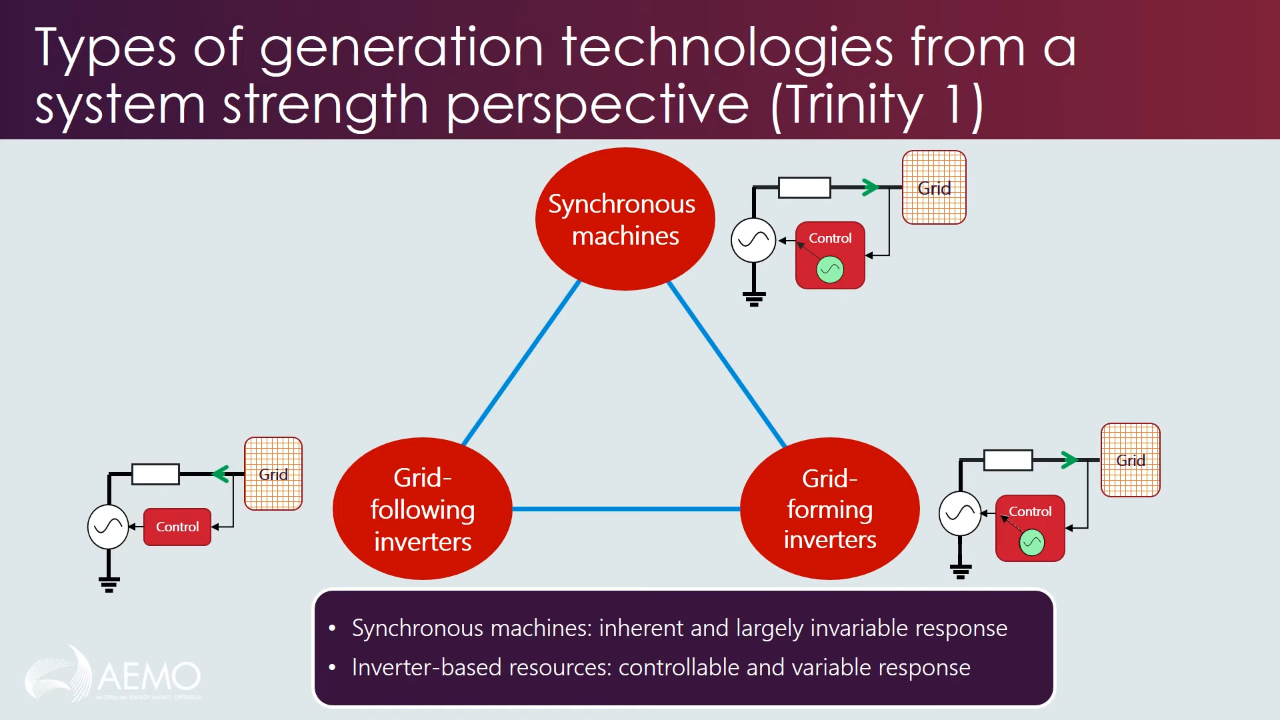 Types of generation technologies from a
system strength perspective (Trinity 1)
Synchronous
machines
Grid
Control
Grid-
following
inverters
Grid
Control
Grid-
forming
inverters
Grid
Control
• Synchronous machines: inherent and largely invariable response
• Inverter-based resources: controllable and variable response
AEMO